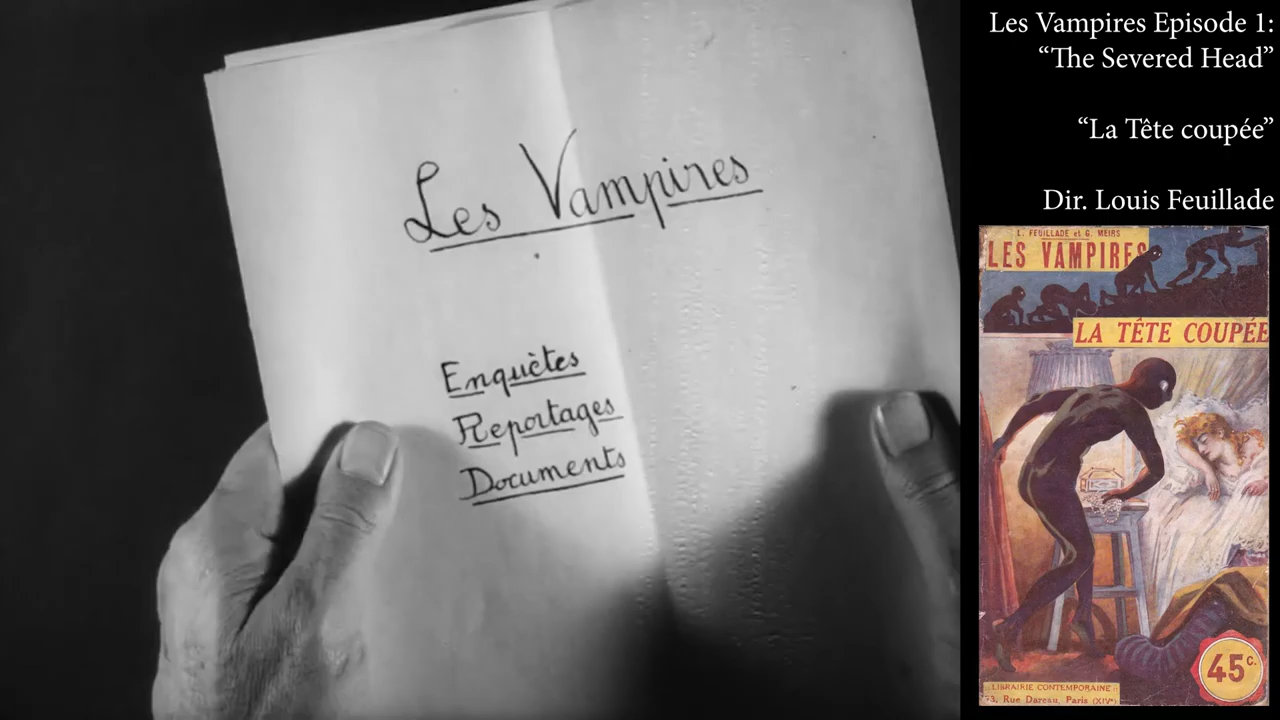 Les Vampires
Enquêtes
Reportages
Documents
Les Vampires Episode 1:
“The Severed Head”
“La Tête coupée”
Dir. Louis Feuillade
L. FEUILLADE et G. MEIRS
LES VAMPIRES
LA TÊTE COUPÉE
45c.
LIBRAIRIE CONTEMPORAINE
73, Rue Dareau, Paris (XIVe)